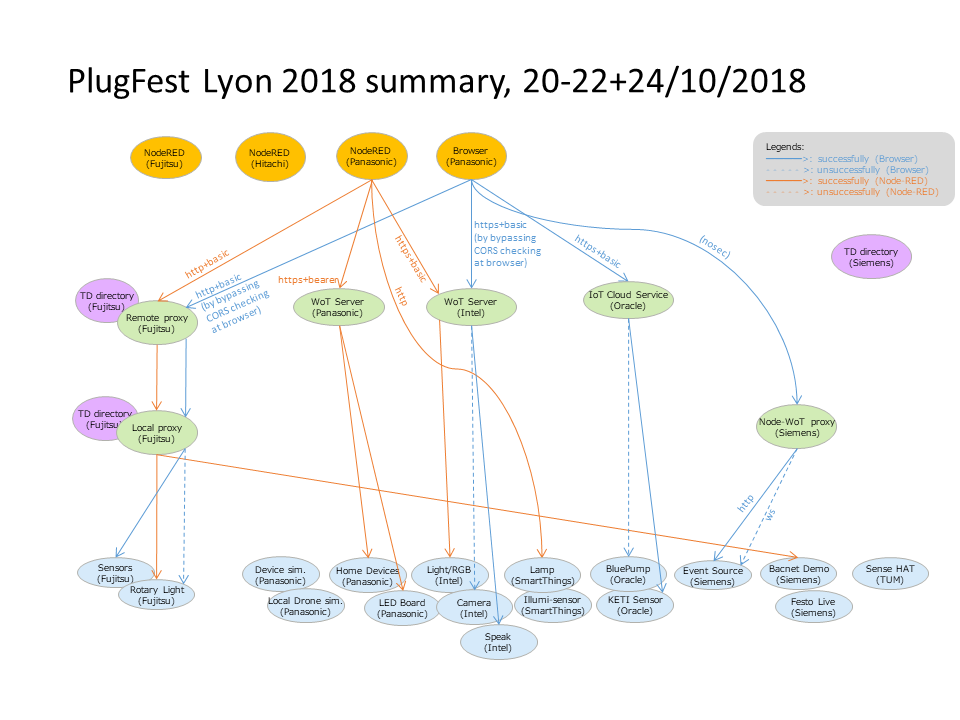 PlugFest Lyon 2018 summary, 20-22+24/10/2018
NodeRED
(Fujitsu)
NodeRED
(Hitachi)
NodeRED
(Panasonic)
Browser
(Panasonic)
Legends:
————>: successfully (Browser)
- - - - - >: unsuccessfully (Browser)
————>: successfully (Node-RED)
- - - - - >: unsuccessfully (Node-RED)
http+basic
http+basic
(by bypassing
CORS checking
at browser)
https+bearer
http
https+basic
https+basic
(by bypassing
CORS checking
at browser)
https+basic
(nosec)
TD directory
(Siemens)
TD directory
(Fujitsu)
Remote proxy
(Fujitsu)
WoT Server
(Panasonic)
WoT Server
(Intel)
IoT Cloud Service
(Oracle)
TD directory
(Fujitsu
Local proxy
(Fujitsu)
Node-WoT proxy
(Siemens)
http
ws
Sensors
(Fujitsu)
Rotary Light
(Fujitsu)
Device sim.
(Panasonic)
Local Drone sim.
(Panasonic)
Home Devices
(Panasonic)
LED Board
(Panasonic)
Light/RGB
(Intel)
Camera
(Intel)
Speak
(Intel)
Lamp
(SmartThings)
Illumi-sensor
(SmartThings)
BluePump
(Oracle)
KETI Sensor
(Oracle)
Event Source
(Siemens)
Bacnet Demo
(Siemens)
Festo Live
(Siemens)
Sense HAT
(TUM)